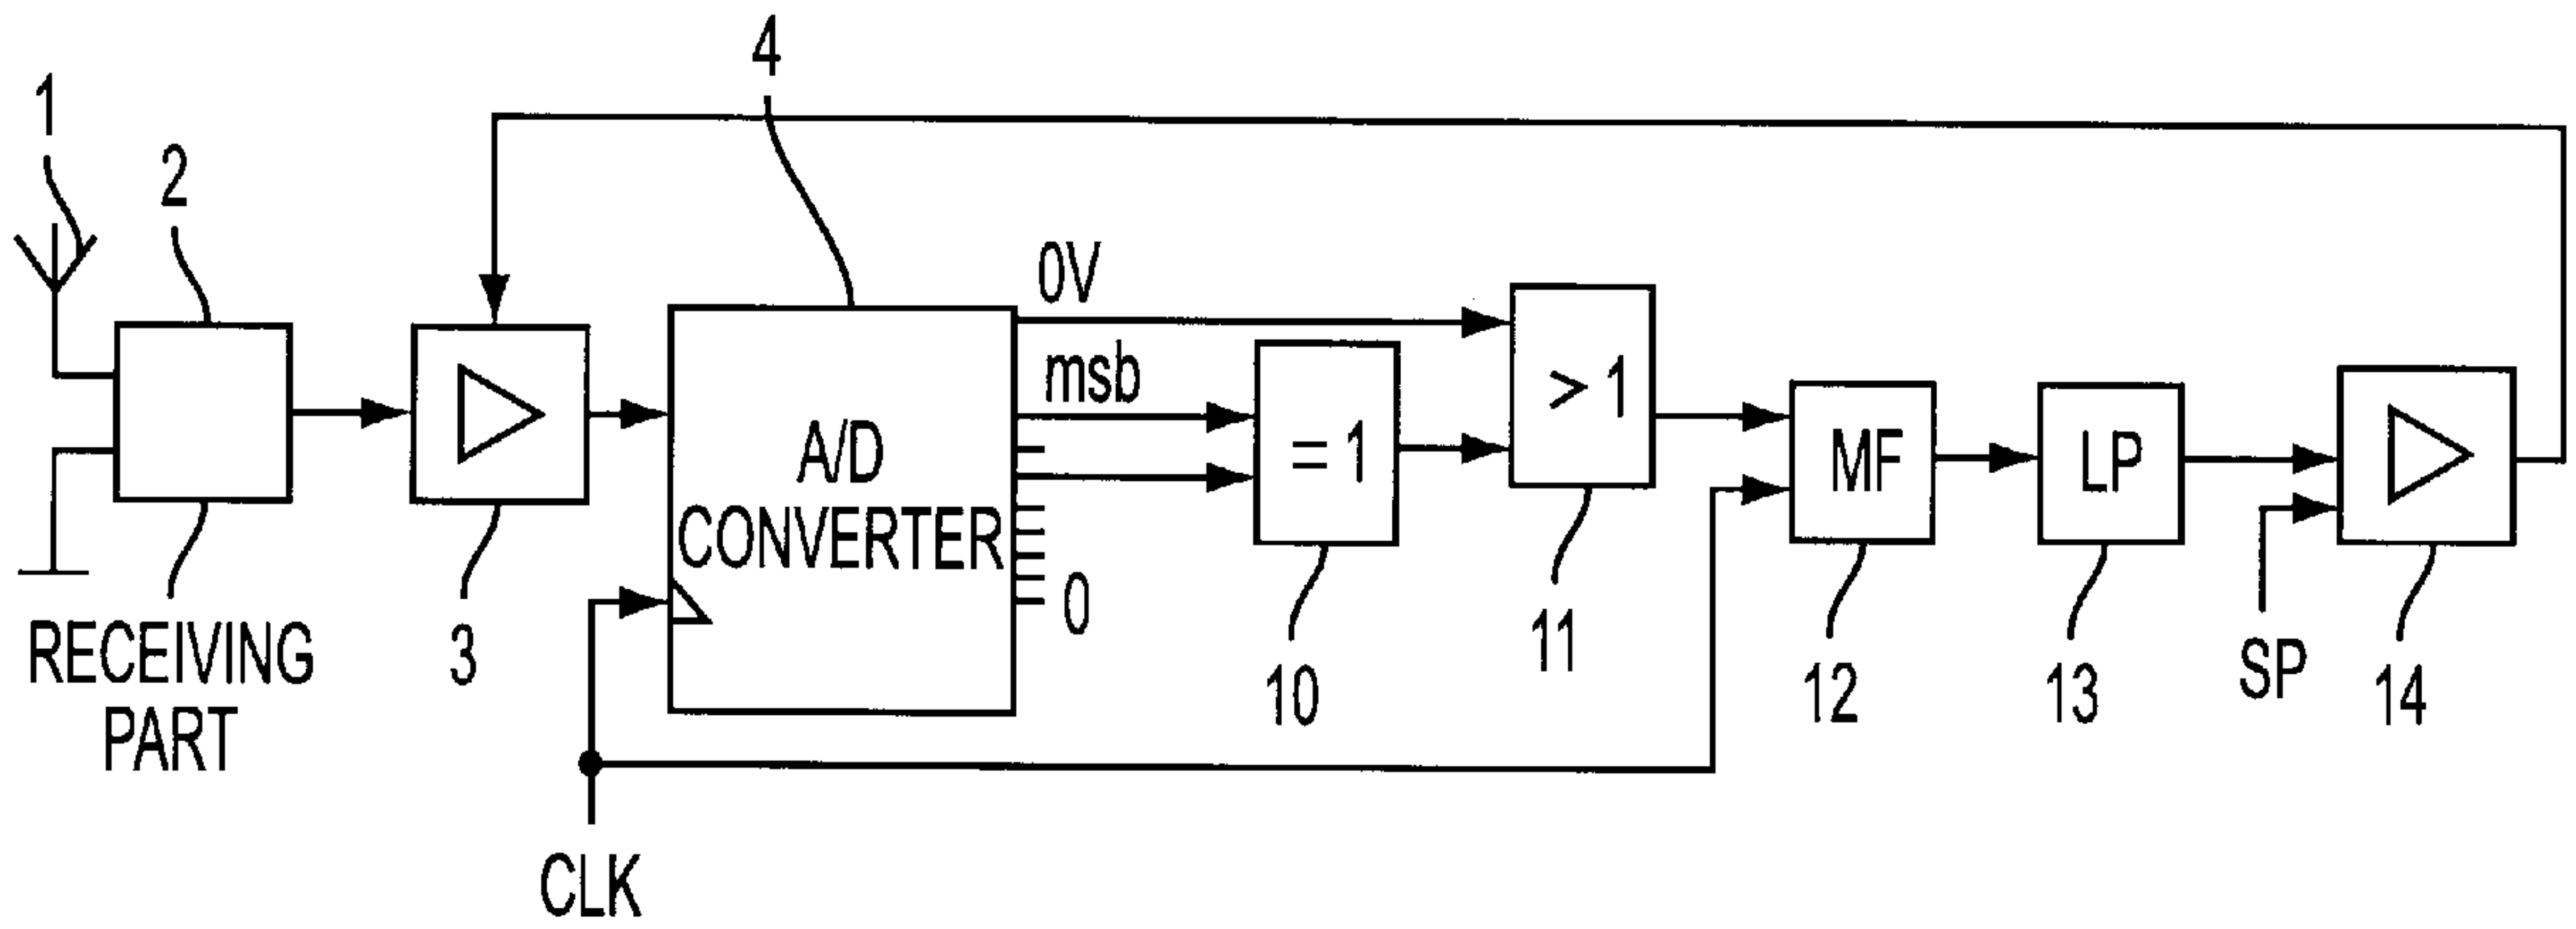 1
2
4
0V
msb
A/D
CONVERTER
0
= 1
> 1
MF
LP
RECEIVING
PART
3
10
11
12
13
SP
14
CLK